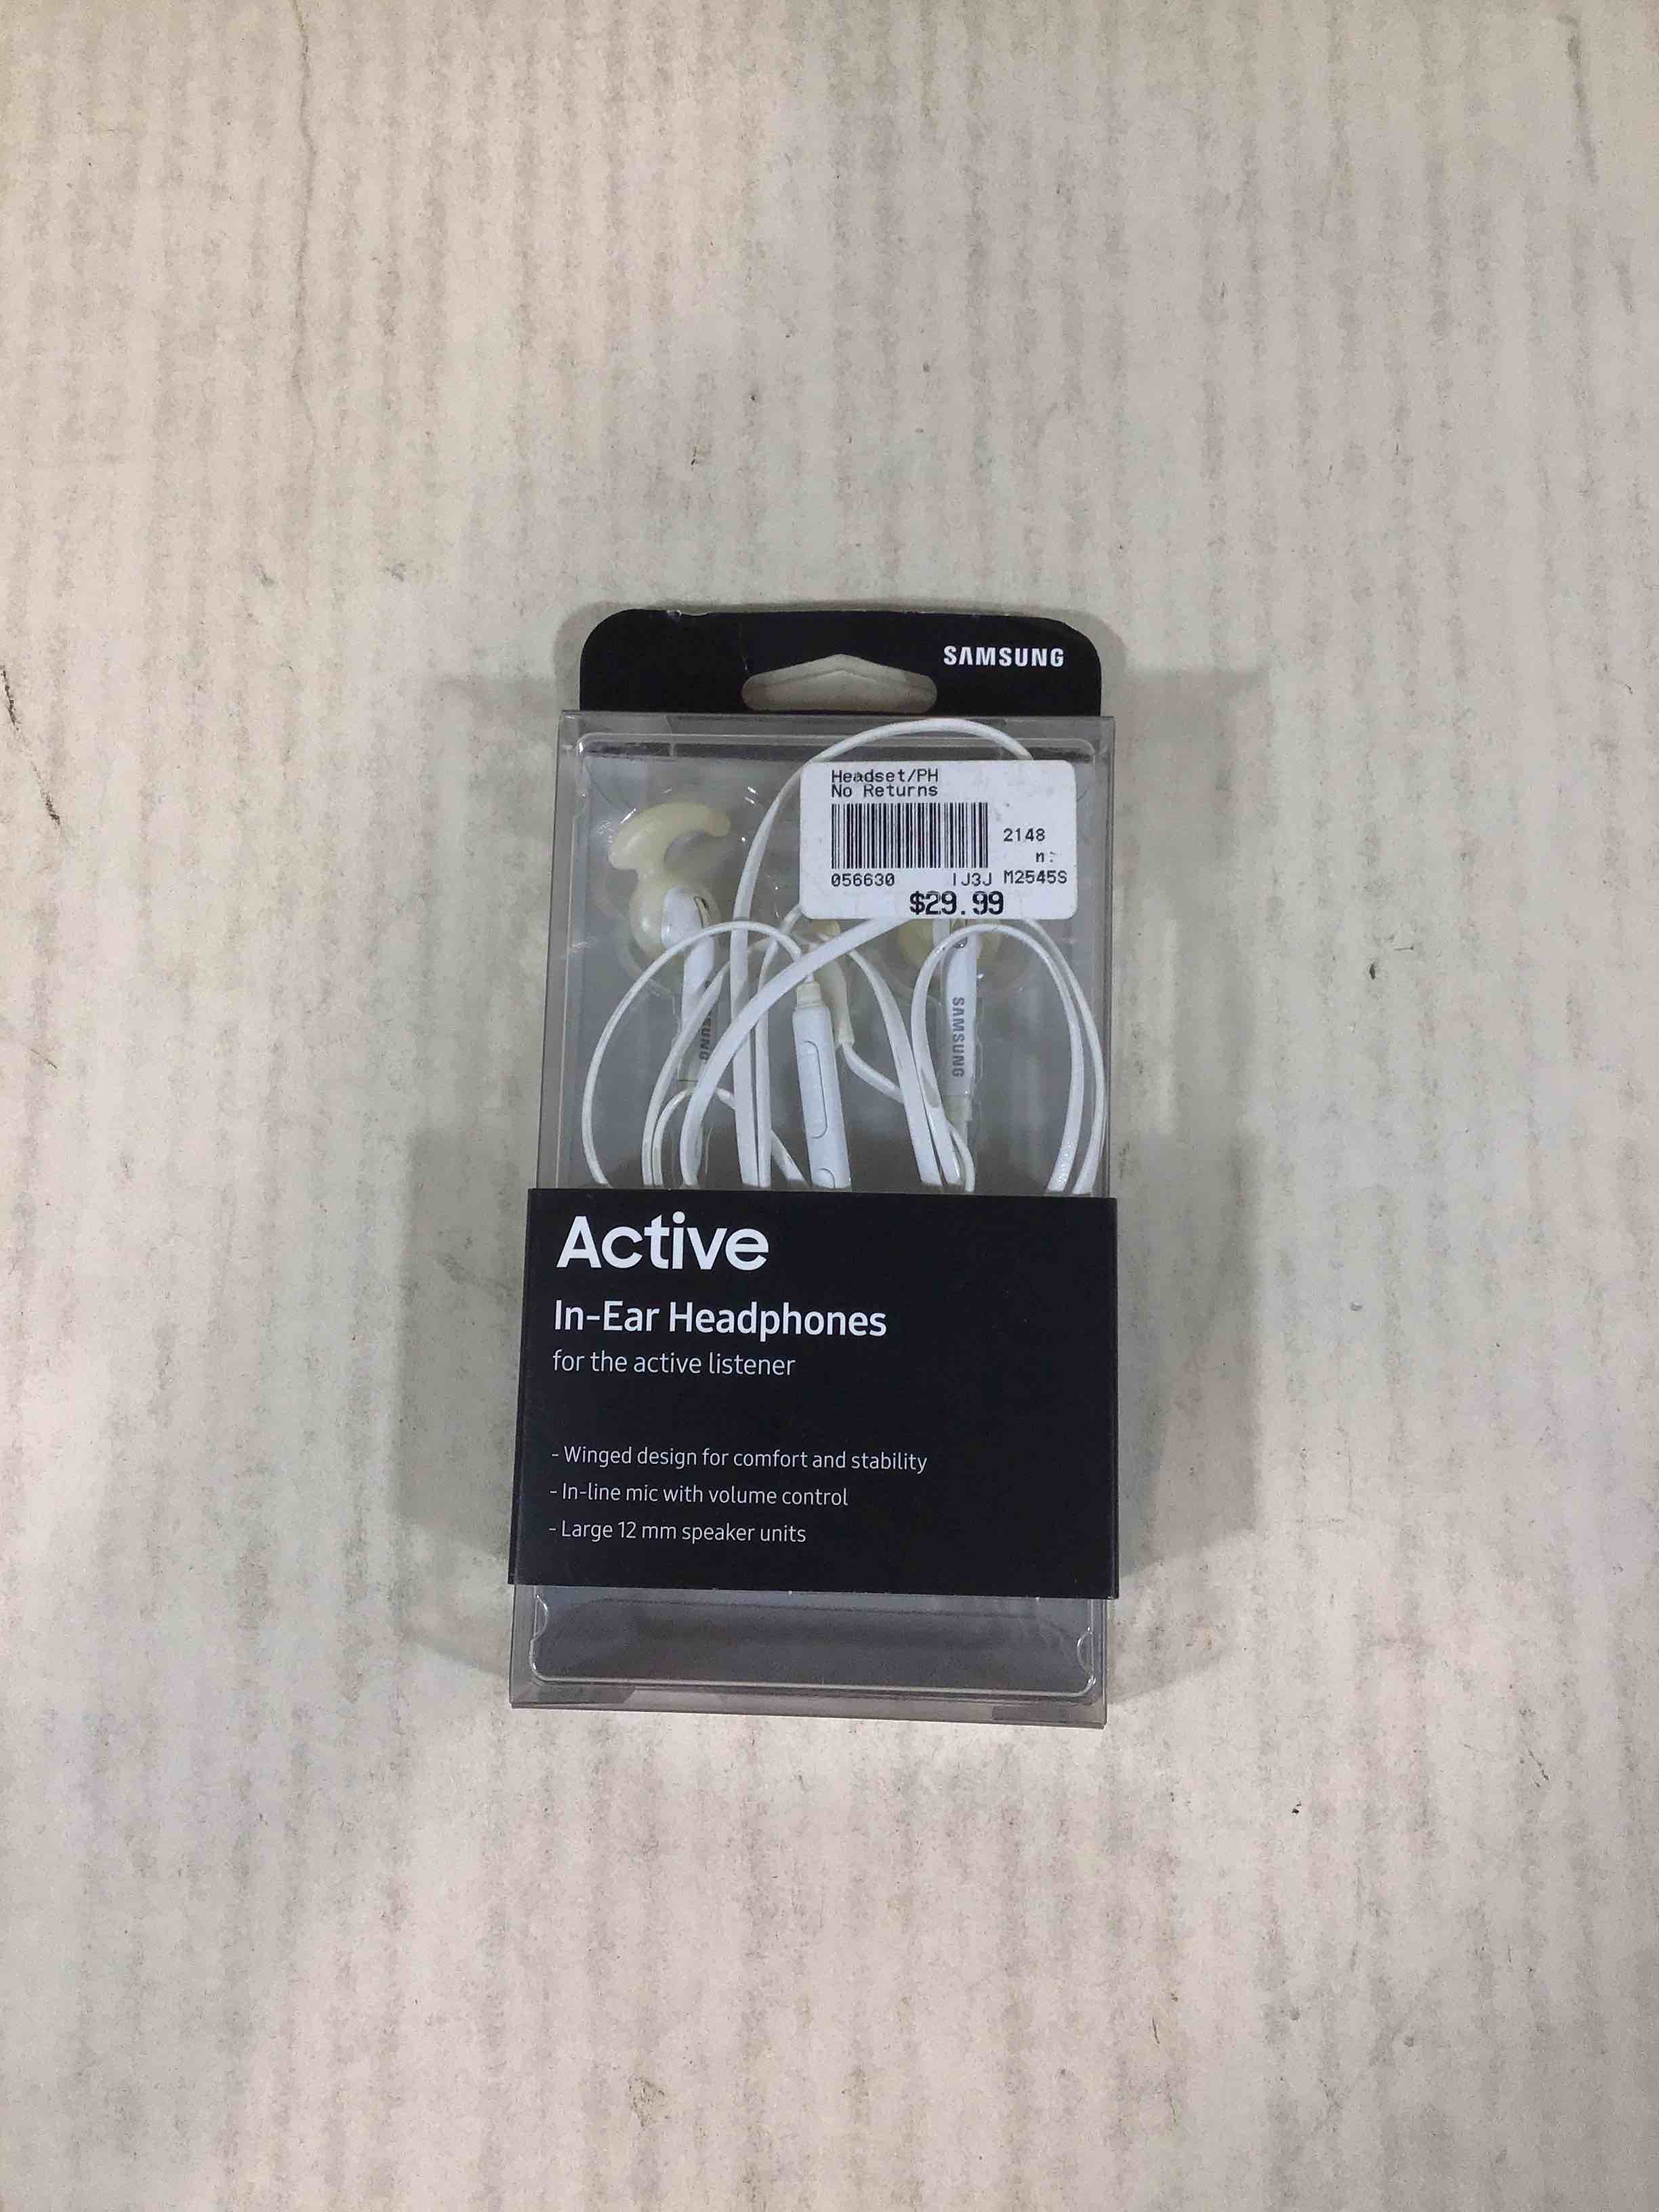 SAMSUNG
Headset/PH
No Returns
2148
n:
056630 IJ3J M2545S
$29.99
SUNG
SAMSUNG
Active
In-Ear Headphones
for the active listener
- Winged design for comfort and stability
- In-line mic with volume control
- Large 12 mm speaker units